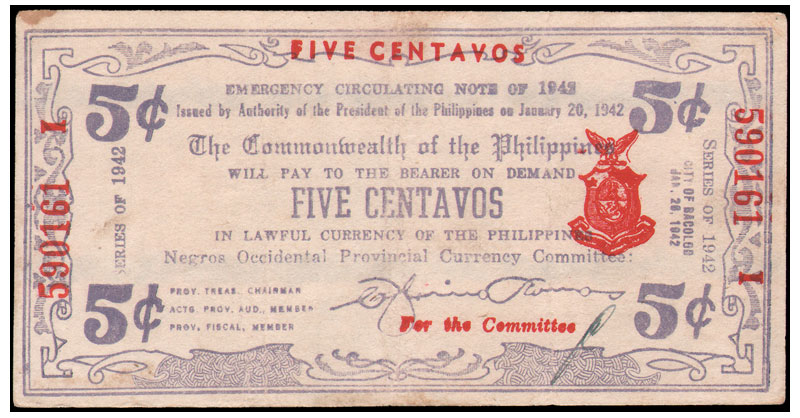 FIVE CENTAVOS
EMERGENCY CIRCULATING NOTE OF 1942
5¢
5¢
Issued by Authority of the President of the Philippines on January 20, 1942
The Commonwealth of the Philippines
WILL PAY TO THE BEARER ON DEMAND
FIVE CENTAVOS
IN LAWFUL CURRENCY OF THE PHILIPPINES
Negros Occidental Provincial Currency Committee:
590161 I
SERIES OF 1942
CITY OF BACOLOD
JAN. 26, 1942
SERIES OF 1942
590161 I
5¢
PROV. TREAS. CHAIRMAN
ACTG. PROV. AUD., MEMBER
PROV. FISCAL, MEMBER
For the Committee
5¢